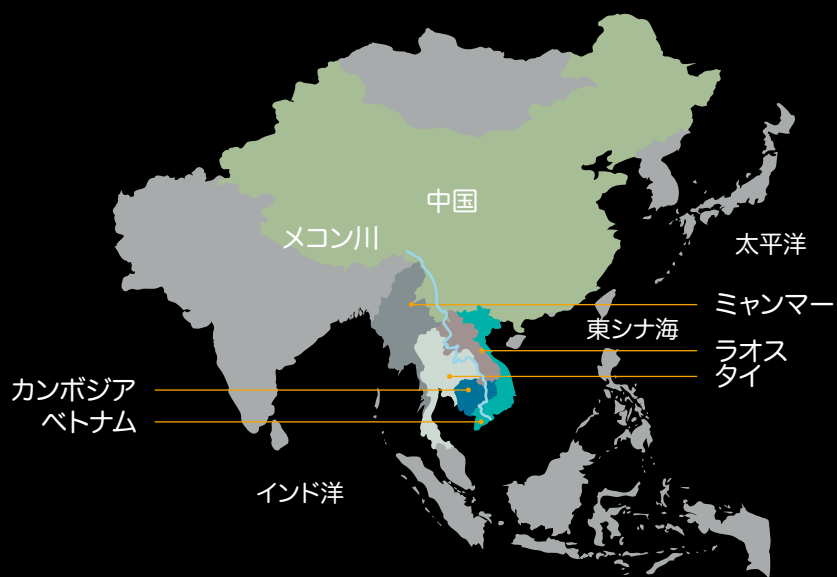 中国
メコン川
太平洋
ミャンマー
東シナ海
ラオス
タイ
カンボジア
ベトナム
インド洋